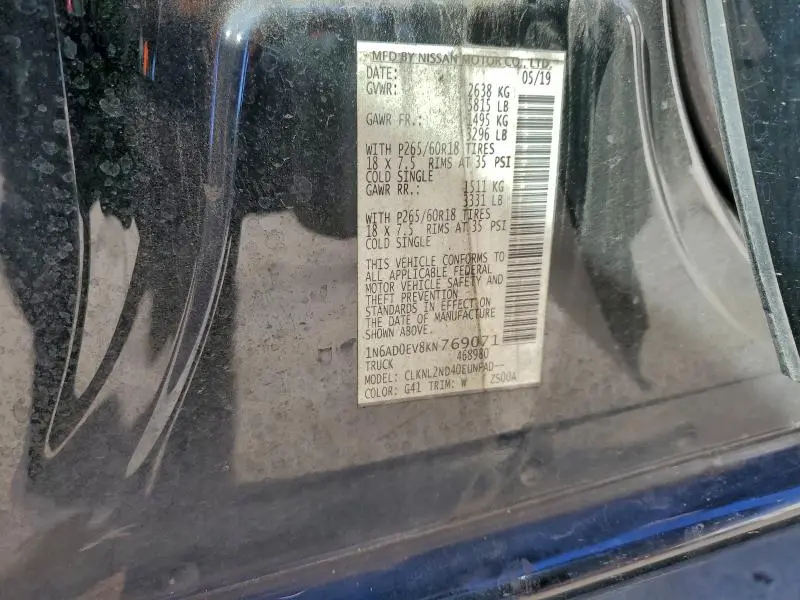 MFD BY NISSAN MOTOR CO., LTD.
DATE: 05/19
GVWR: 2638 KG
5815 LB
GAWR FR.: 1495 KG
3296 LB
WITH P265/60R18 TIRES
18 X 7.5 RIMS AT 35 PSI
COLD SINGLE
GAWR RR.: 1511 KG
3331 LB
WITH P265/60R18 TIRES
18 X 7.5 RIMS AT 35 PSI
COLD SINGLE
THIS VEHICLE CONFORMS TO
ALL APPLICABLE FEDERAL
MOTOR VEHICLE SAFETY AND
THEFT PREVENTION
STANDARDS IN EFFECTION
THE DATE OF MANUFACTURE
SHOWN ABOVE.
1N6AD0EV8KN769071
TRUCK 468980
MODEL: CLKNL2ND40EUNPAD—
COLOR: G41 TRIM: W ZS00A